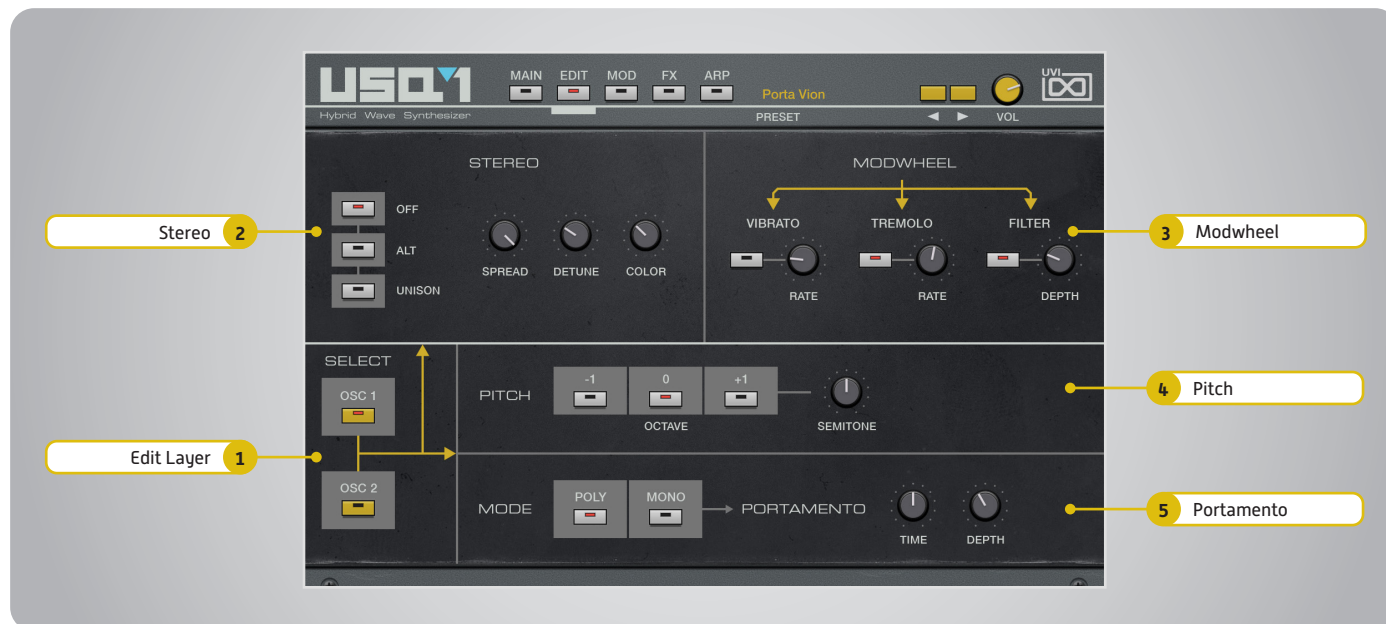 USQ-1
Hybrid Wave Synthesizer
MAIN EDIT MOD FX ARP
Porta Vion
PRESET
VOL
UVI
STEREO
OFF
ALT
UNISON
SPREAD DETUNE COLOR
MODWHEEL
VIBRATO TREMOLO FILTER
RATE RATE DEPTH
Stereo 2
3 Modwheel
SELECT
OSC 1
OSC 2
Edit Layer 1
PITCH
-1 0 +1
OCTAVE
SEMITONE
4 Pitch
MODE
POLY MONO
PORTAMENTO
TIME DEPTH
5 Portamento